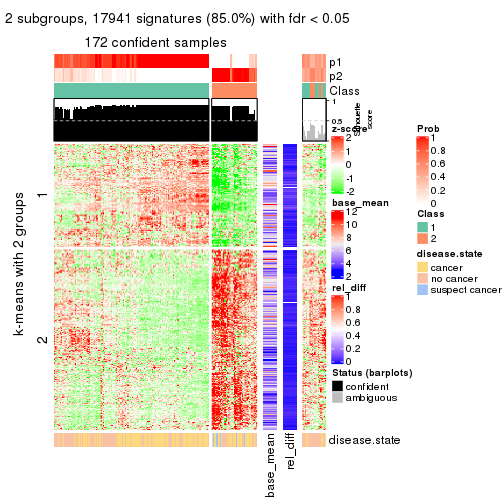 2 subgroups, 17941 signatures (85.0%) with fdr < 0.05
172 confident samples
p1
p2
Class
1
0.5
0
Silhouette
score
k-means with 2 groups
1
2
z-score
2
1
0
-1
-2
base_mean
12
10
8
6
4
2
rel_diff
1
0.8
0.6
0.4
0.2
0
Status (barplots)
confident
ambiguous
Prob
1
0.8
0.6
0.4
0.2
0
Class
1
2
disease.state
cancer
no cancer
suspect cancer
disease.state
base_mean
rel_diff